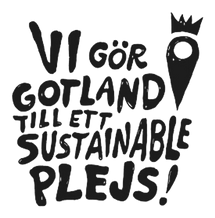 VI GÖR
GOTLAND
TILL ETT
SUSTAINABLE
PLEJS!